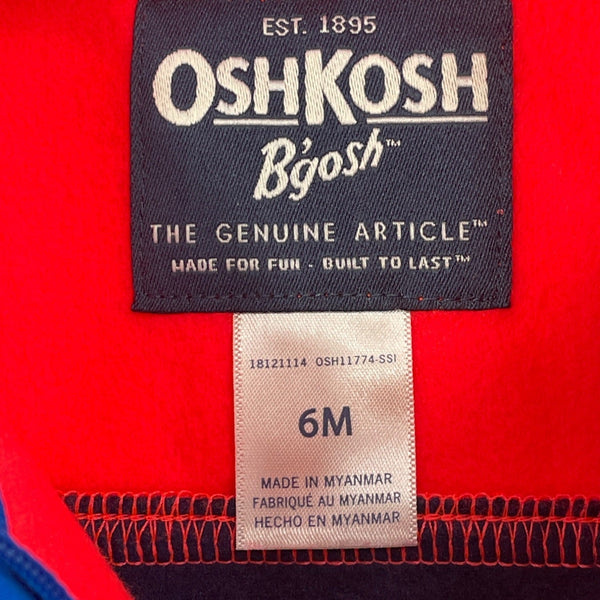 EST. 1895
OSHKOSH
B'gosh™
THE GENUINE ARTICLE™
MADE FOR FUN - BUILT TO LAST™
18121114 OSH11774-SSI
6M
MADE IN MYANMAR
FABRIQUÉ AU MYANMAR
HECHO EN MYANMAR